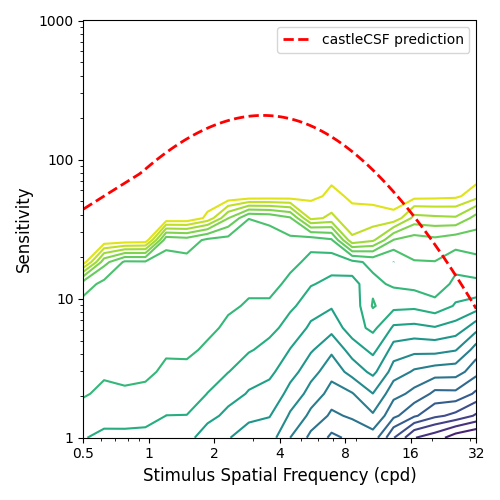 1000
castleCSF prediction
100
Sensitivity
10
1
0.5 1 2 4 8 16 32
Stimulus Spatial Frequency (cpd)